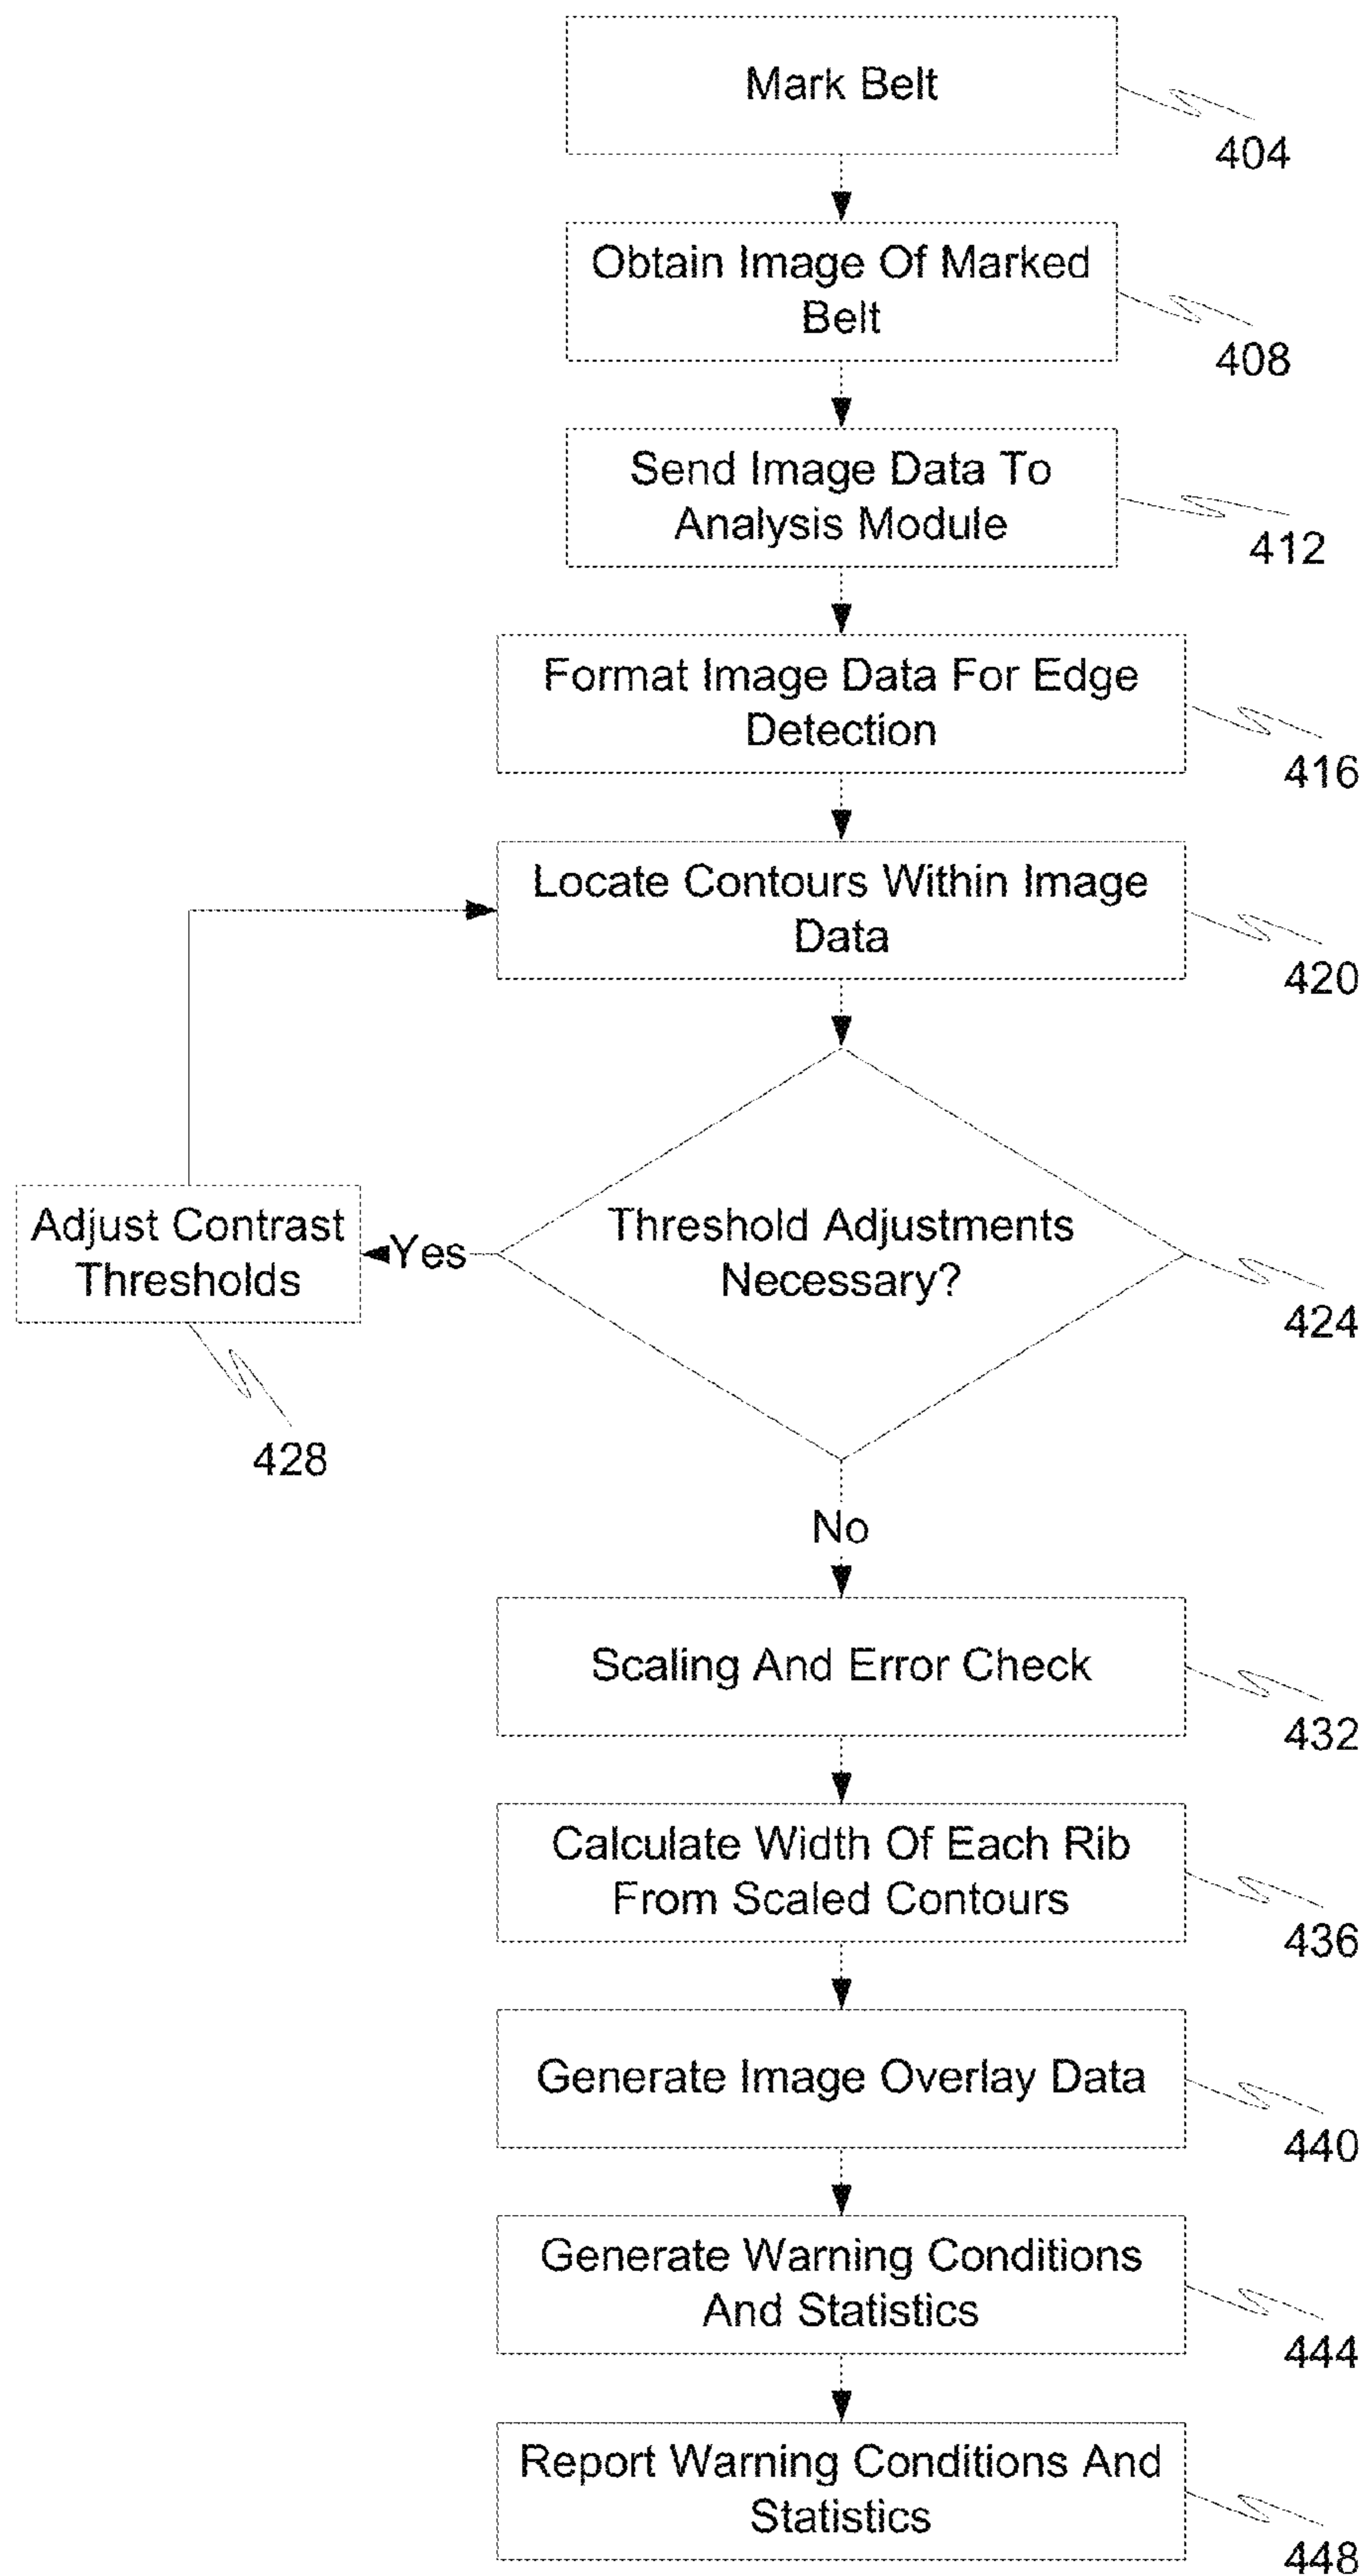 Mark Belt
404
Obtain Image Of Marked
Belt
408
Send Image Data To
Analysis Module
412
Format Image Data For Edge
Detection
416
Locate Contours Within Image
Data
420
Threshold Adjustments
Necessary?
424
Yes
Adjust Contrast
Thresholds
428
No
Scaling And Error Check
432
Calculate Width Of Each Rib
From Scaled Contours
436
Generate Image Overlay Data
440
Generate Warning Conditions
And Statistics
444
Report Warning Conditions And
Statistics
448